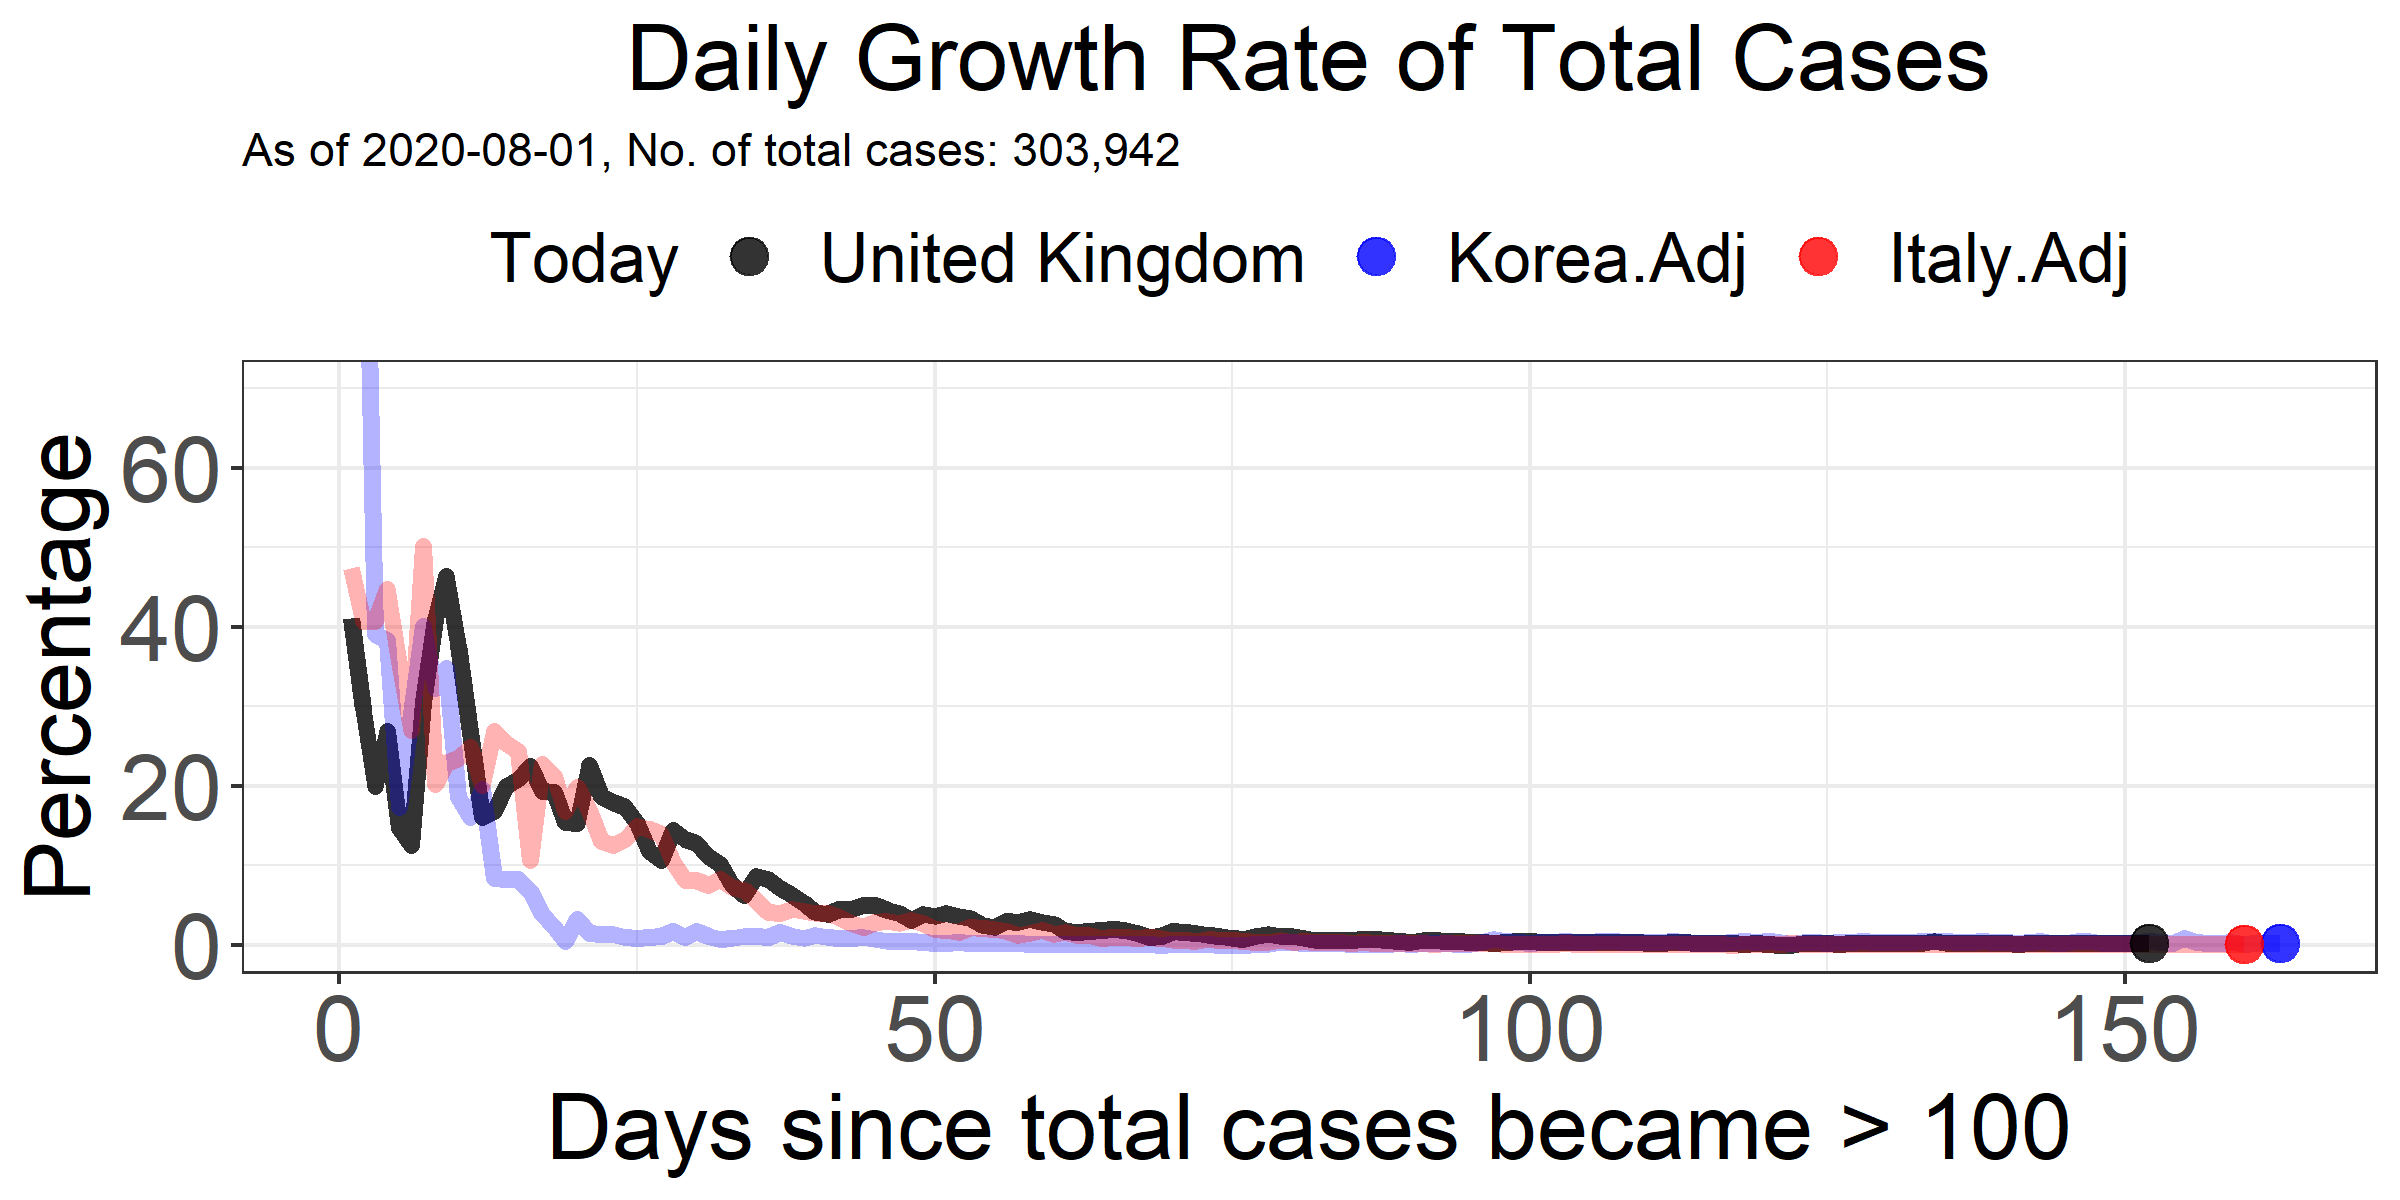 Daily Growth Rate of Total Cases
As of 2020-08-01, No. of total cases: 303,942
Today United Kingdom Korea.Adj Italy.Adj
Percentage
60
40
20
0
0 50 100 150
Days since total cases became > 100